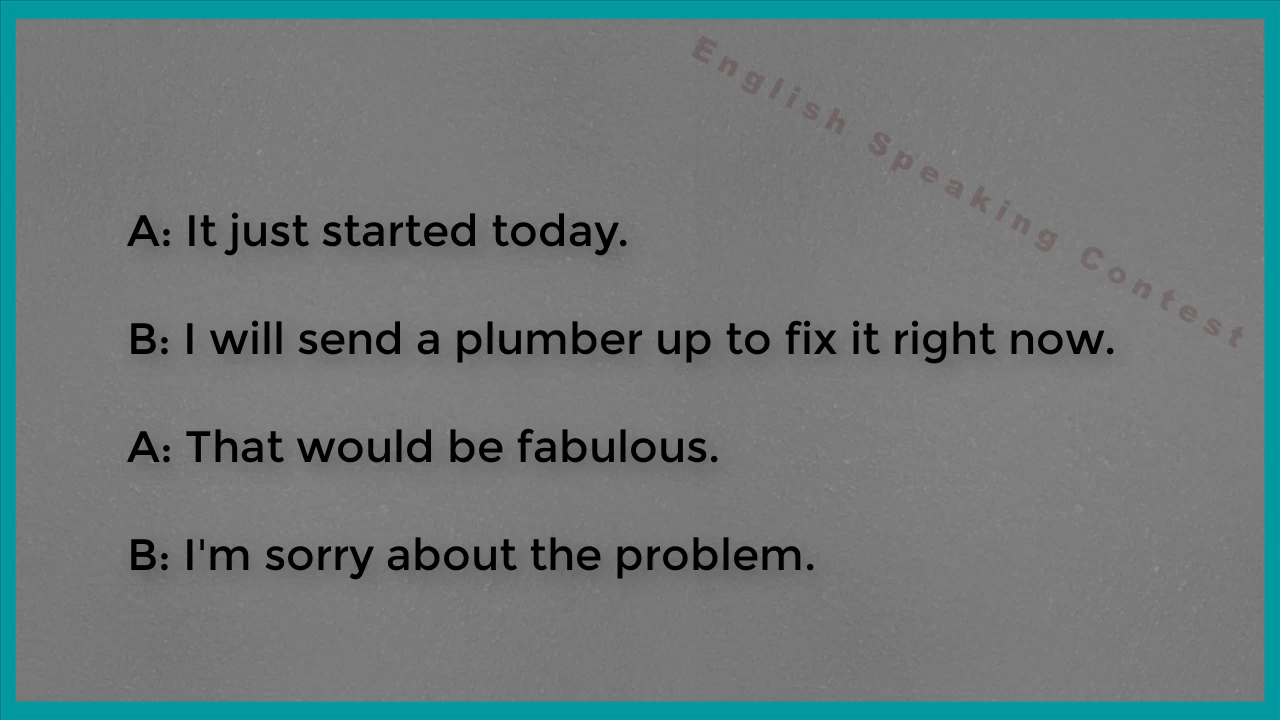 English Speaking Contest
A: It just started today.
B: I will send a plumber up to fix it right now.
A: That would be fabulous.
B: I'm sorry about the problem.